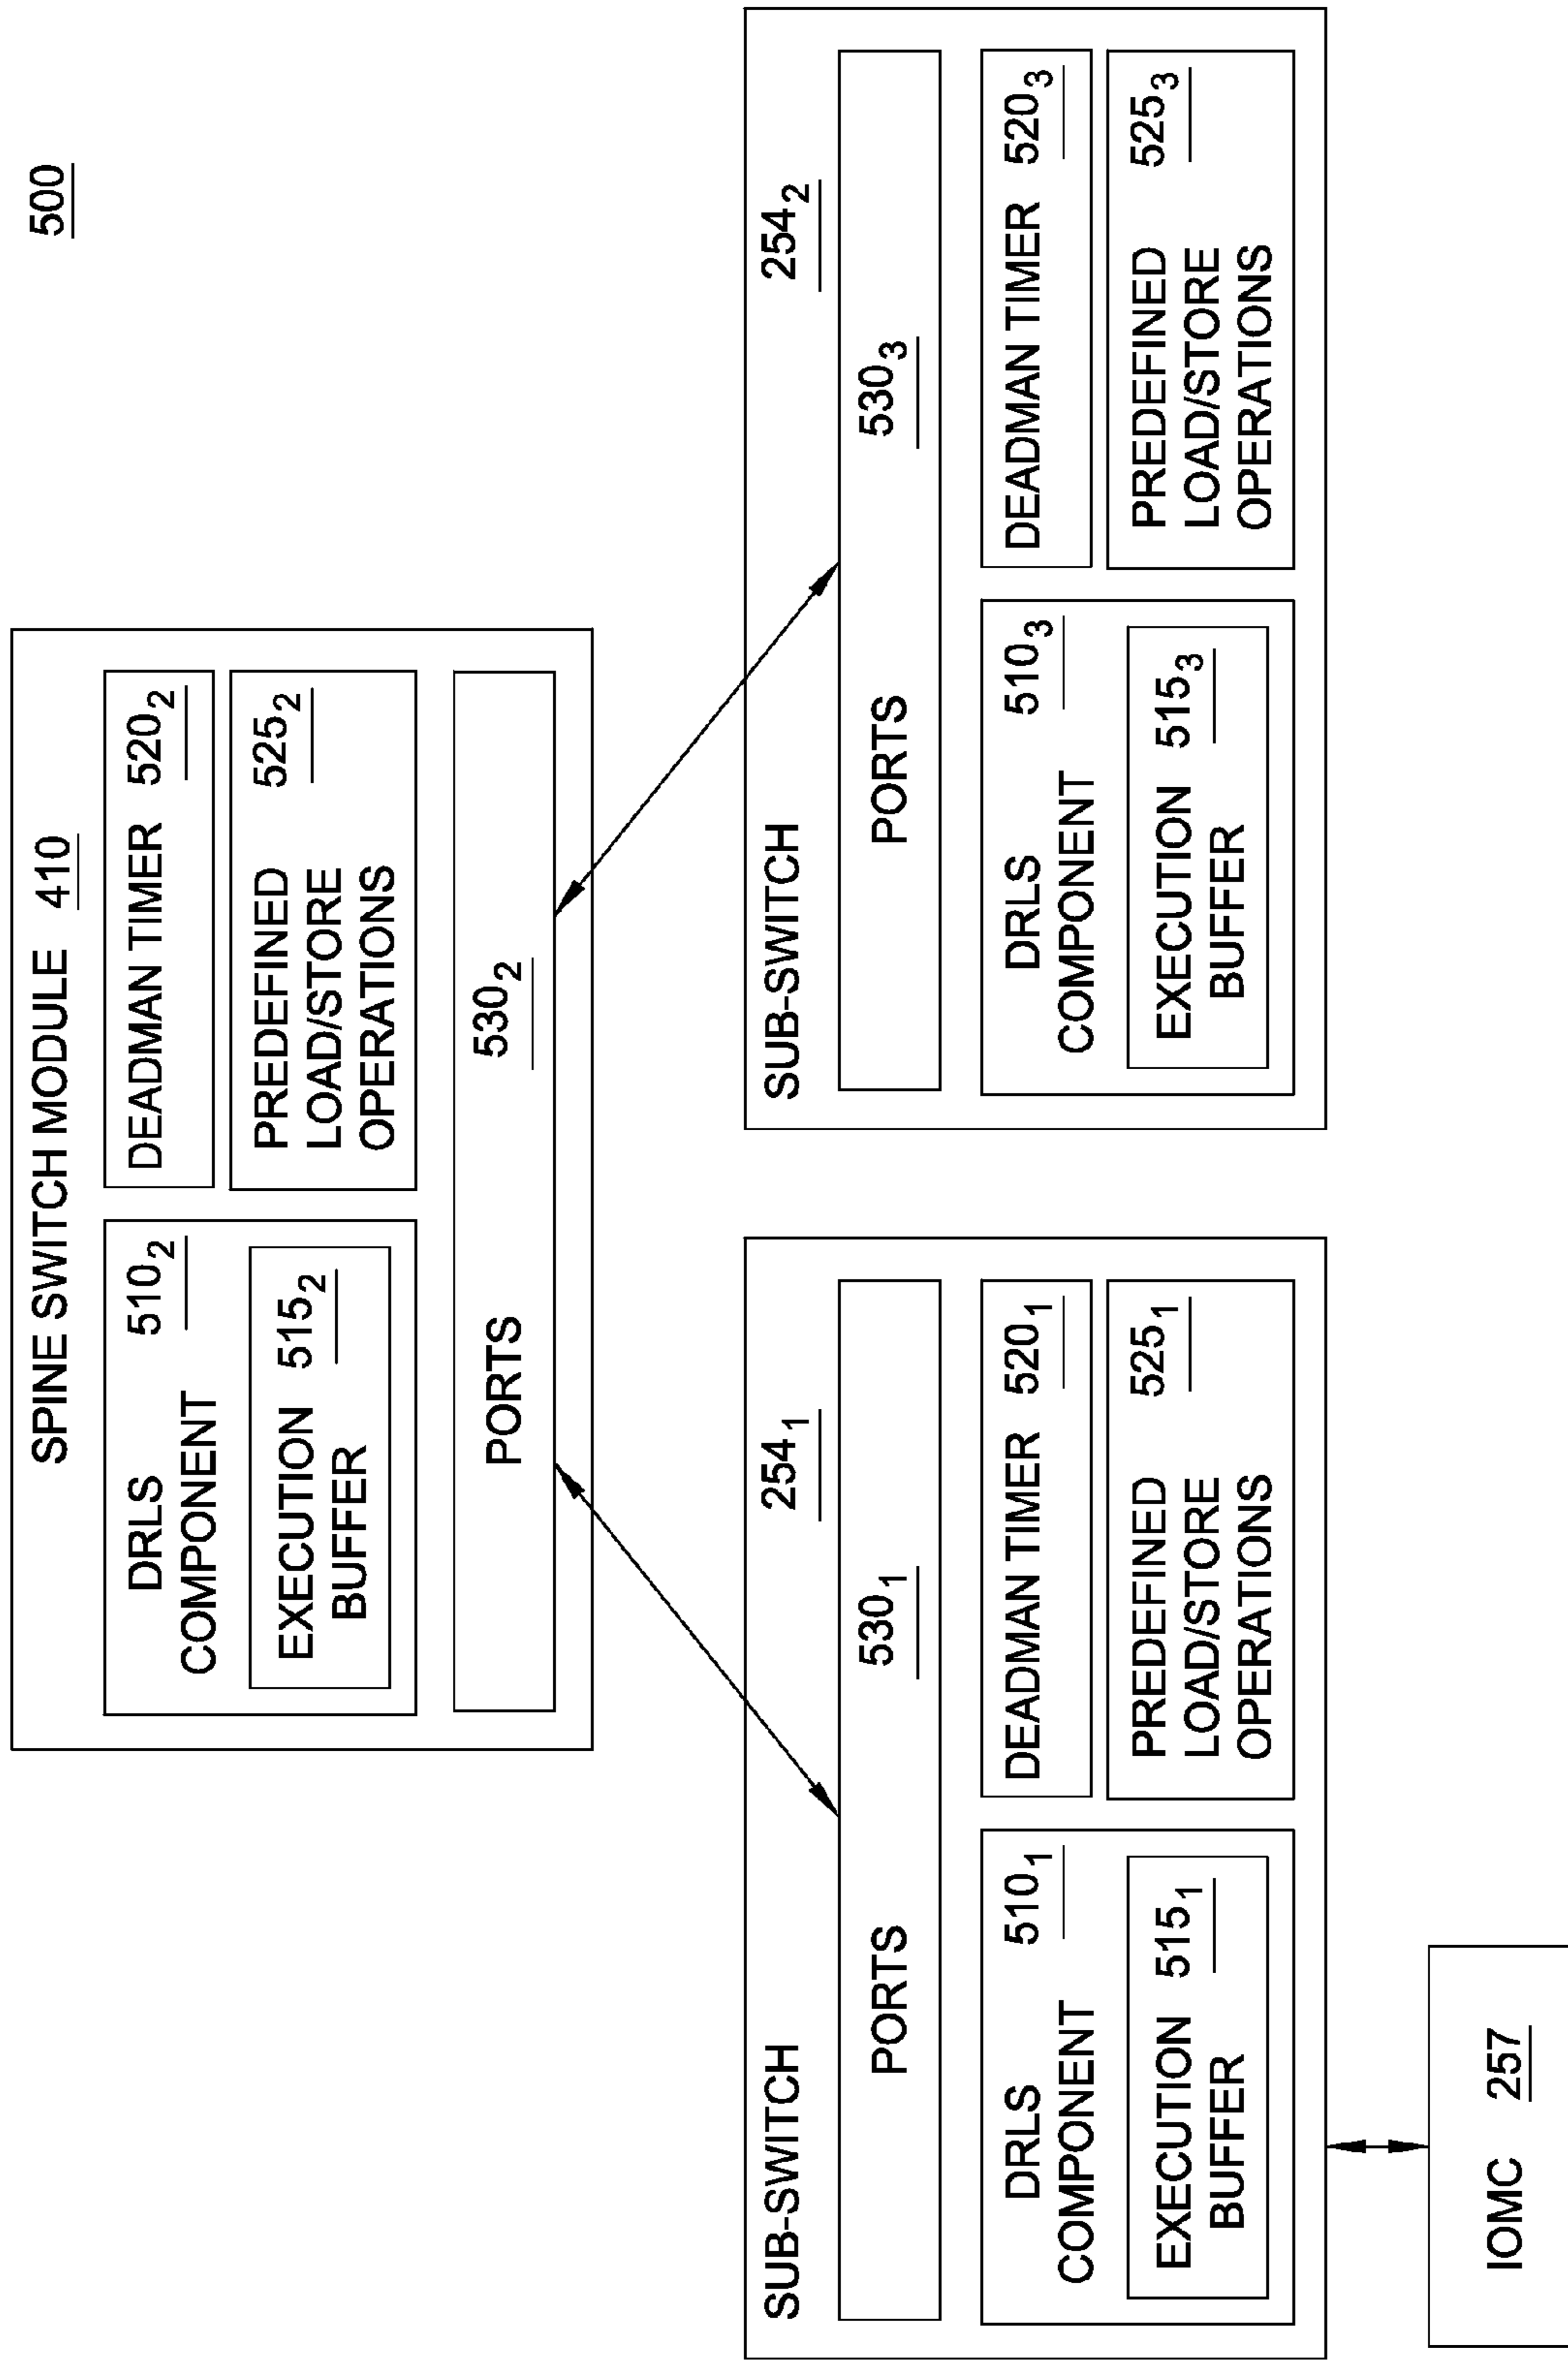 500
SPINE SWITCH MODULE 410
DRLS 510₂
COMPONENT
EXECUTION 515₂
BUFFER
DEADMAN TIMER 520₂
PREDEFINED 525₂
LOAD/STORE
OPERATIONS
PORTS 530₂
SUB-SWITCH 254₁
PORTS 530₁
DRLS 510₁
COMPONENT
EXECUTION 515₁
BUFFER
DEADMAN TIMER 520₁
PREDEFINED 525₁
LOAD/STORE
OPERATIONS
SUB-SWITCH 254₂
PORTS 530₃
DRLS 510₃
COMPONENT
EXECUTION 515₃
BUFFER
DEADMAN TIMER 520₃
PREDEFINED 525₃
LOAD/STORE
OPERATIONS
IOMC 257